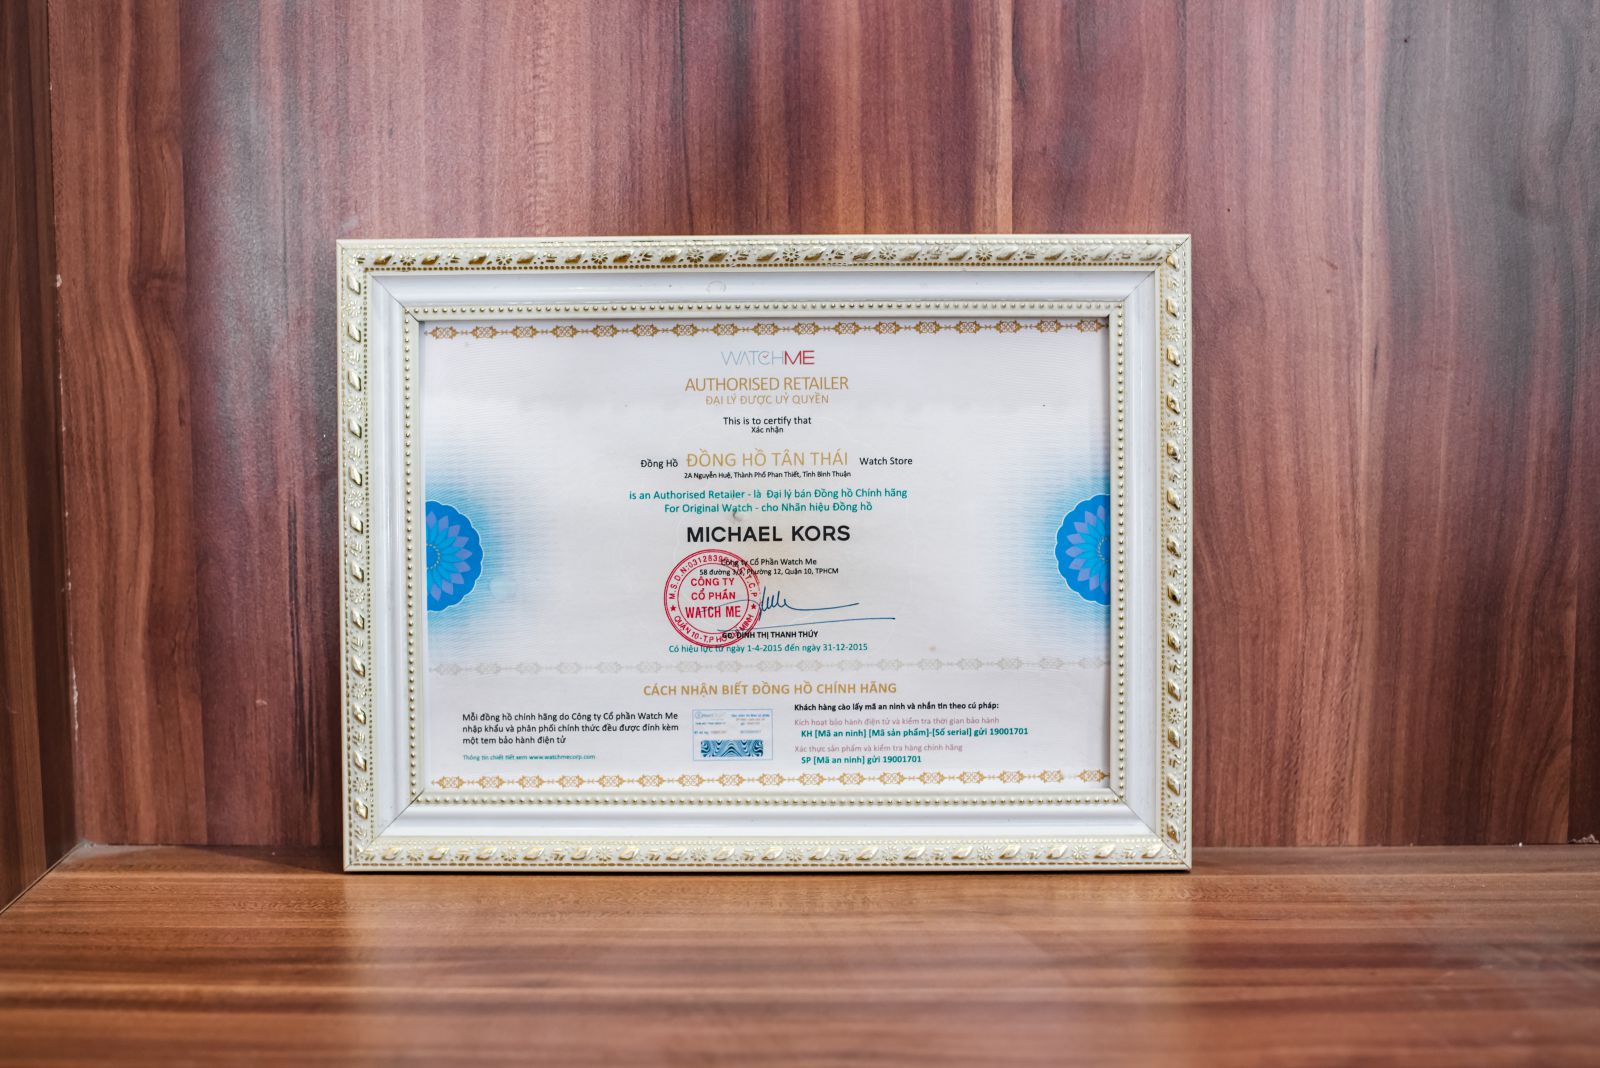 WATCHME
AUTHORISED RETAILER
ĐẠI LÝ ĐƯỢC UỶ QUYỀN
This is to certify that
Xác nhận
Đồng Hồ ĐỒNG HỒ TÂN THÁI Watch Store
2A Nguyễn Huệ, Thành Phố Phan Thiết, Tỉnh Bình Thuận
is an Authorised Retailer - là Đại lý bán Đồng hồ Chính hãng
For Original Watch - cho Nhãn hiệu Đồng hồ
MICHAEL KORS
Công ty Cổ Phần Watch Me
58 đường 3/2, Phường 12, Quận 10, TPHCM
CÔNG TY
CỔ PHẦN
WATCH ME
QUẬN 10 - T.P HỒ CHÍ MINH
GĐ. ĐINH THỊ THANH THỦY
Có hiệu lực từ ngày 1-4-2015 đến ngày 31-12-2015
CÁCH NHẬN BIẾT ĐỒNG HỒ CHÍNH HÃNG
Mỗi đồng hồ chính hãng do Công ty Cổ phần Watch Me
nhập khẩu và phân phối chính thức đều được đính kèm
một tem bảo hành điện tử
Thông tin chiết tiết xem www.watchmecorp.com
Khách hàng cào lấy mã an ninh và nhắn tin theo cú pháp:
Kích hoạt bảo hành điện tử và kiểm tra thời gian bảo hành
KH [Mã an ninh] [Mã sản phẩm]-[Số serial] gửi 19001701
Xác thực sản phẩm và kiểm tra hàng chính hãng
SP [Mã an ninh] gửi 19001701